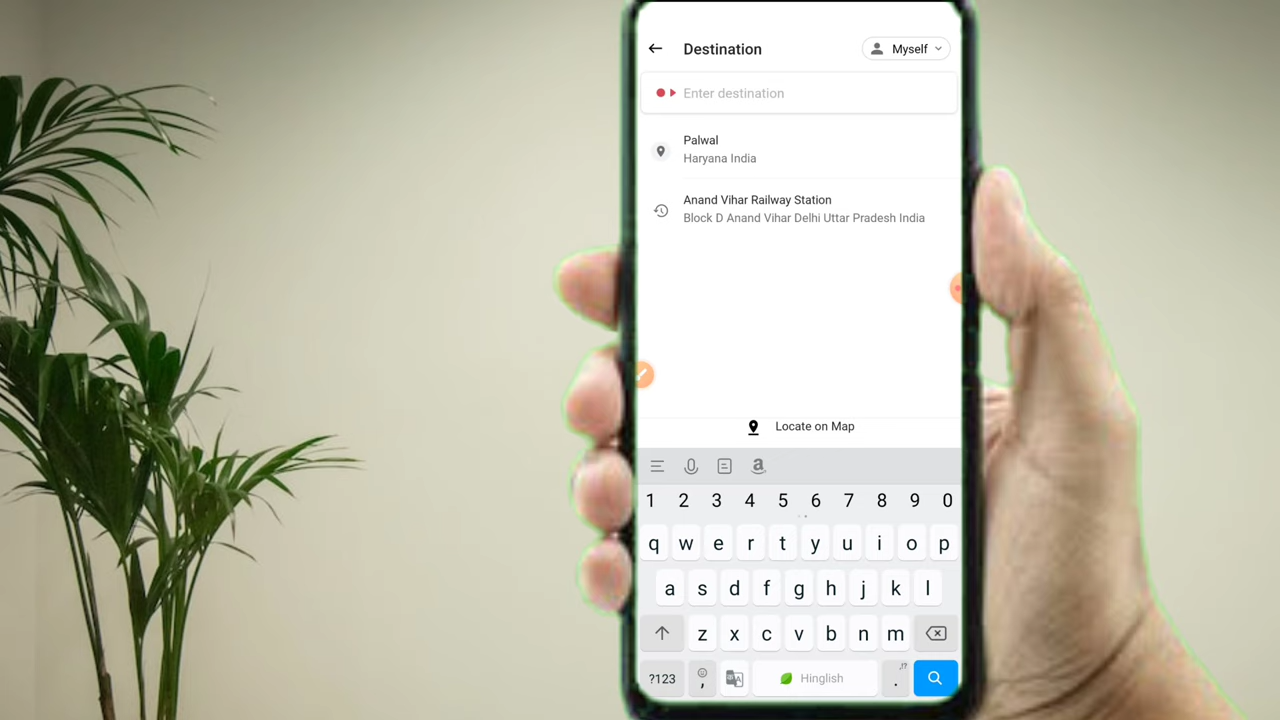 Destination
Myself
Enter destination
Palwal
Haryana India
Anand Vihar Railway Station
Block D Anand Vihar Delhi Uttar Pradesh India
Locate on Map
1 2 3 4 5 6 7 8 9 0
q w e r t y u i o p
a s d f g h j k l
z x c v b n m
?123 , Hinglish . ,!?